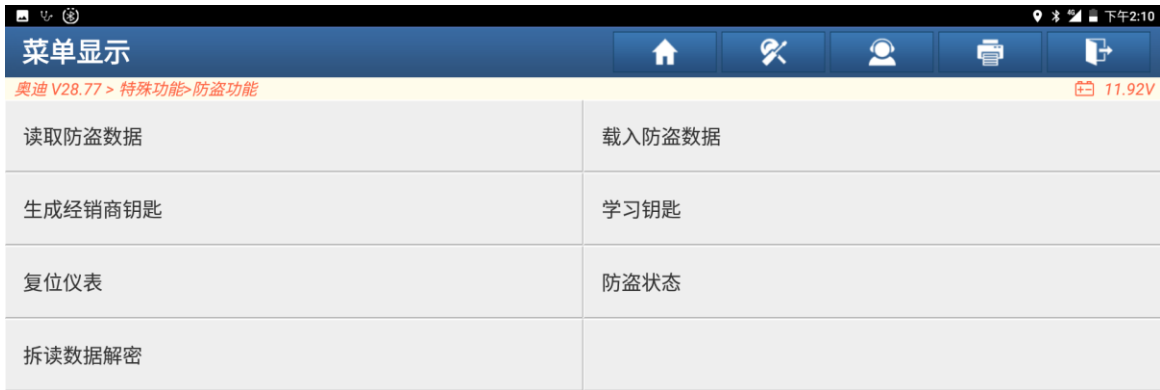 4G 下午2:10
菜单显示
奥迪 V28.77 > 特殊功能>防盗功能 11.92V
读取防盗数据 载入防盗数据
生成经销商钥匙 学习钥匙
复位仪表 防盗状态
拆读数据解密